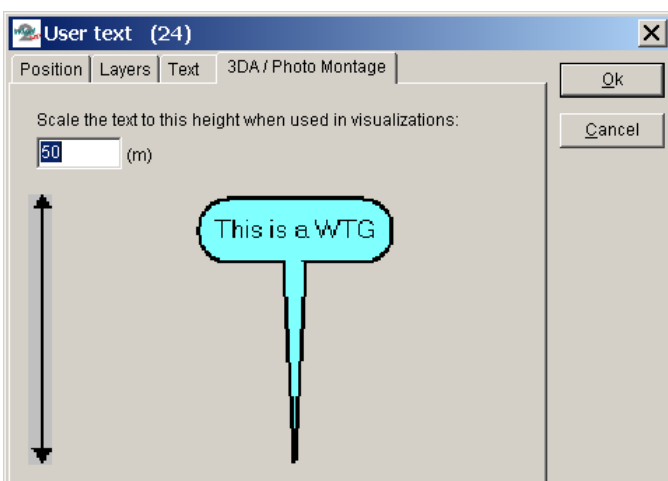 User text (24)
Position Layers Text 3DA / Photo Montage
Ok
Scale the text to this height when used in visualizations:
Cancel
50 (m)
This is a WTG